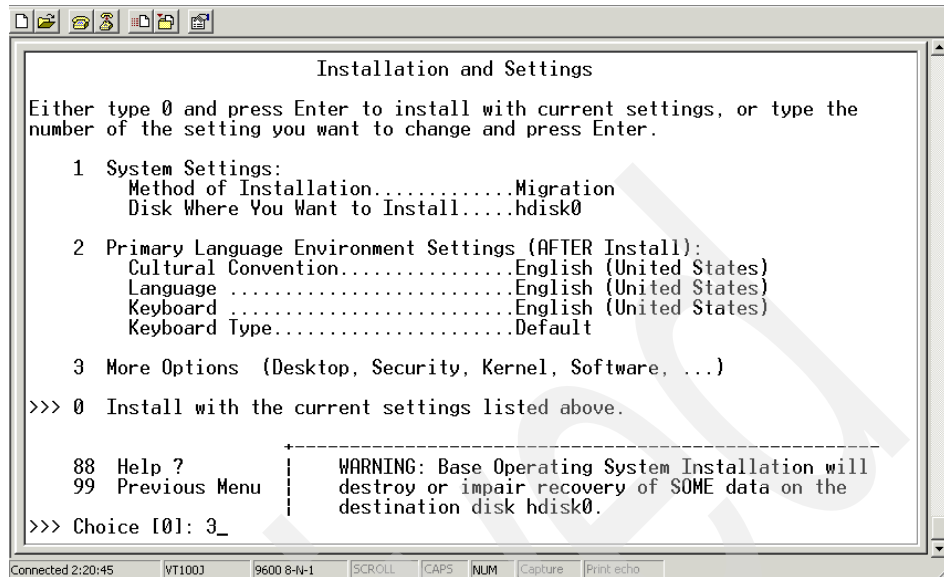 Installation and Settings
Either type 0 and press Enter to install with current settings, or type the
number of the setting you want to change and press Enter.
1 System Settings:
Method of Installation.............Migration
Disk Where You Want to Install.....hdisk0
2 Primary Language Environment Settings (AFTER Install):
Cultural Convention................English (United States)
Language ..........................English (United States)
Keyboard ..........................English (United States)
Keyboard Type......................Default
3 More Options (Desktop, Security, Kernel, Software, ...)
>>> 0 Install with the current settings listed above.
88 Help ? | WARNING: Base Operating System Installation will
99 Previous Menu | destroy or impair recovery of SOME data on the
| destination disk hdisk0.
>>> Choice [0]: 3_
Connected 2:20:45 VT100J 9600 8-N-1 SCROLL CAPS NUM Capture Print echo